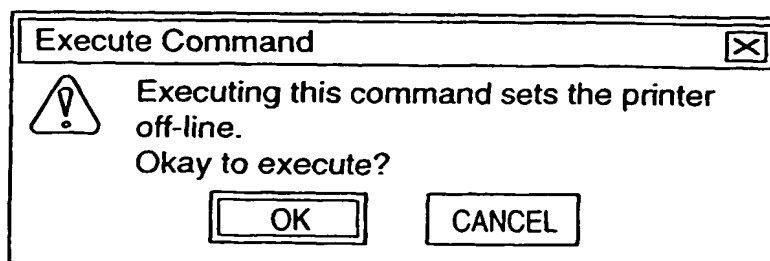 Execute Command
Executing this command sets the printer
off-line.
Okay to execute?
OK CANCEL